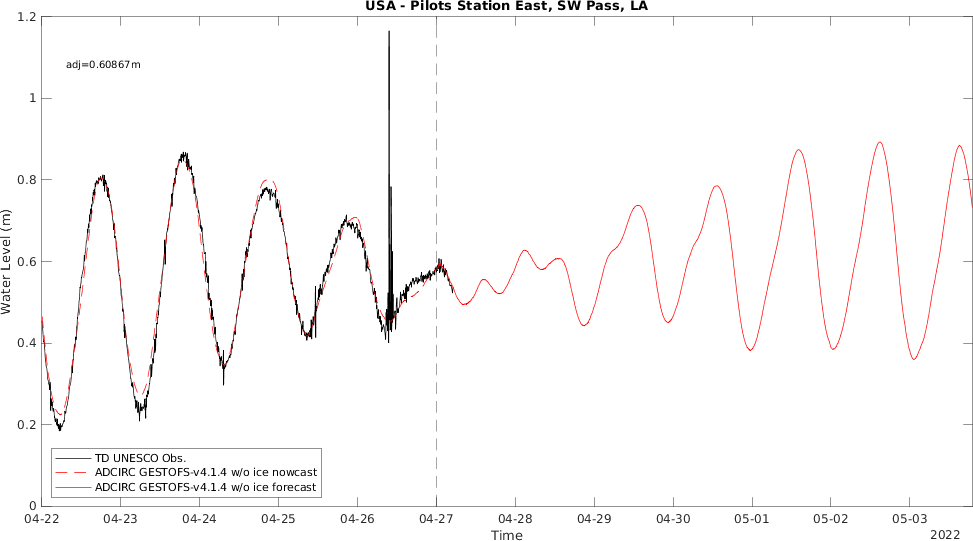 USA - Pilots Station East, SW Pass, LA
1.2
adj=0.60867m
1
0.8
0.6
0.4
0.2
0
Water Level (m)
TD UNESCO Obs.
ADCIRC GESTOFS-v4.1.4 w/o ice nowcast
ADCIRC GESTOFS-v4.1.4 w/o ice forecast
04-22 04-23 04-24 04-25 04-26 04-27 04-28 04-29 04-30 05-01 05-02 05-03
Time
2022